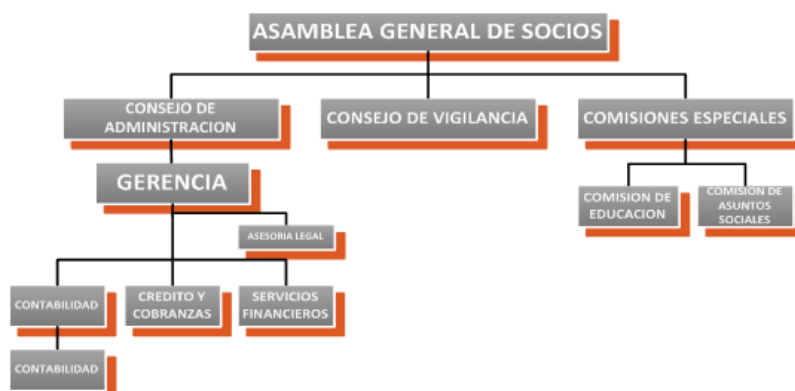 ASAMBLEA GENERAL DE SOCIOS
CONSEJO DE
ADMINISTRACION
CONSEJO DE VIGILANCIA
COMISIONES ESPECIALES
GERENCIA
COMISION DE
EDUCACION
COMISION DE
ASUNTOS
SOCIALES
ASESORIA LEGAL
CONTABILIDAD
CREDITO Y
COBRANZAS
SERVICIOS
FINANCIEROS
CONTABILIDAD